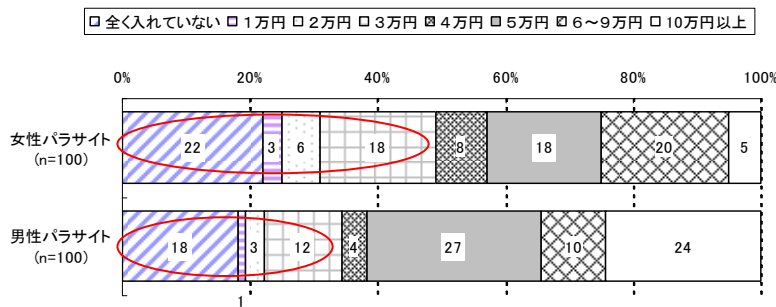 全く入れていない 1万円 2万円 3万円 4万円 5万円 6~9万円 10万円以上
0% 20% 40% 60% 80% 100%
女性パラサイト
(n=100)
22 3 6 18 8 18 20 5
男性パラサイト
(n=100)
18 3 12 4 27 10 24
1